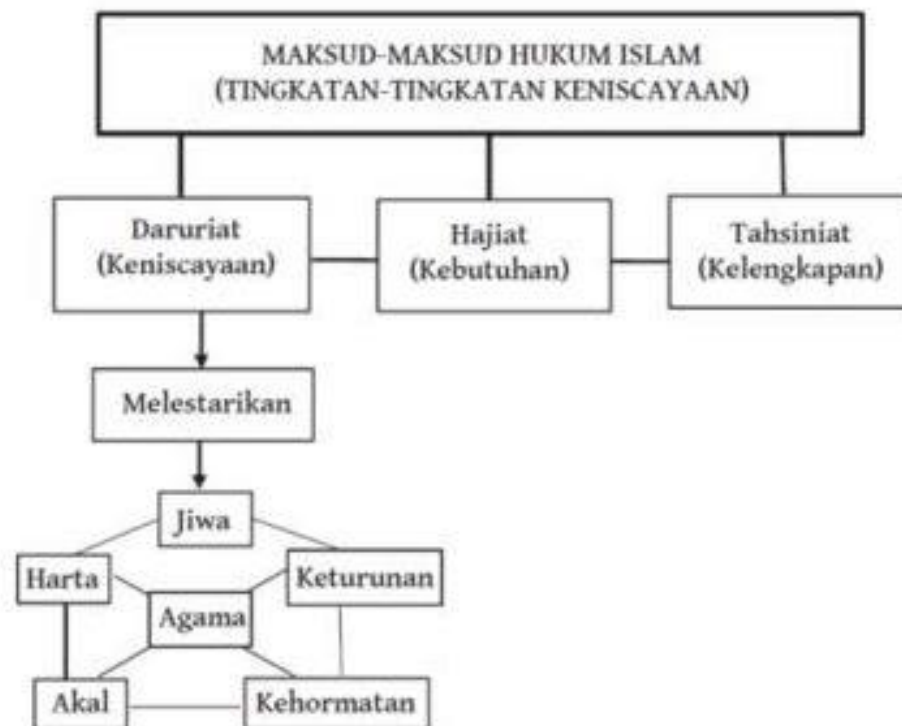 MAKSUD-MAKSUD HUKUM ISLAM
(TINGKATAN-TINGKATAN KENISCAYAAN)
Daruriat
(Keniscayaan)
Hajiat
(Kebutuhan)
Tahsiniat
(Kelengkapan)
Melestarikan
Jiwa
Harta
Keturunan
Agama
Akal
Kehormatan